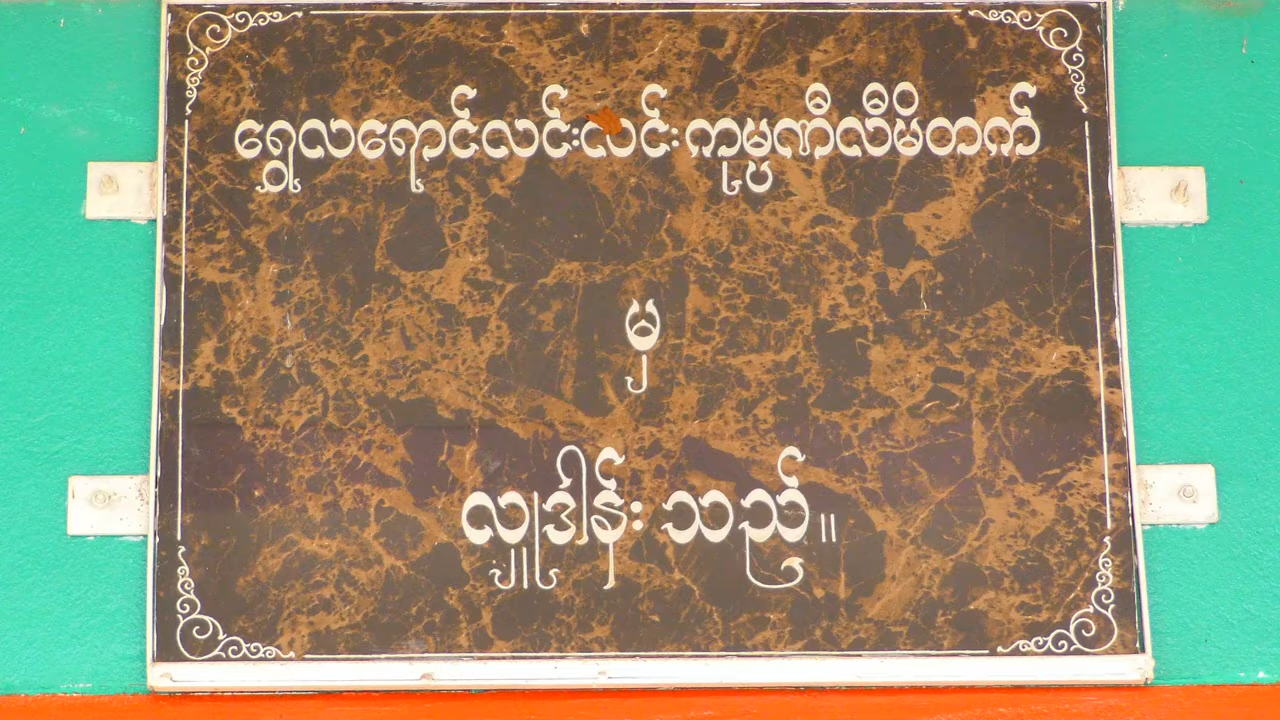 ရွှေလရောင်လင်းလင်းကုမ္ပဏီလီမိတက်
မှ
လှူဒါန်း သည်။